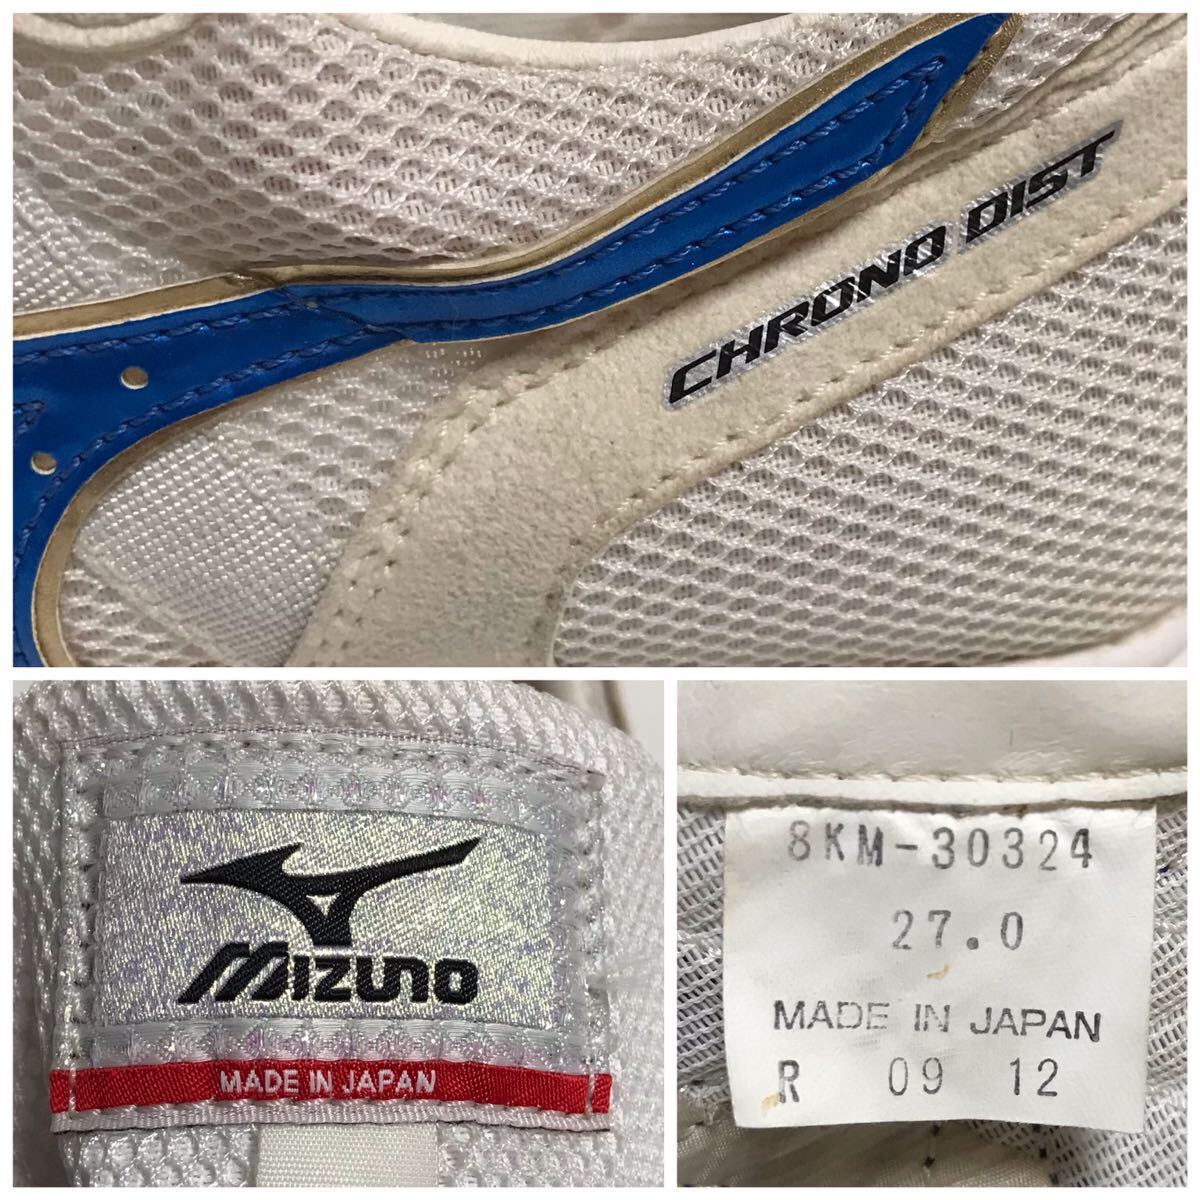 CHRONO DIST
MIZUNO
MADE IN JAPAN
8KM-30324
27.0
MADE IN JAPAN
R 09 12